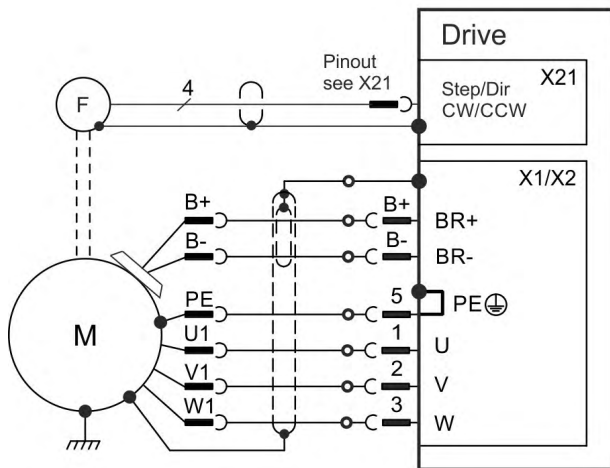 Drive
Pinout
see X21
X21
Step/Dir
CW/CCW
F
4
X1/X2
B+
B+
BR+
B-
B-
BR-
PE
5
PE
M
U1
1
U
V1
2
V
W1
3
W